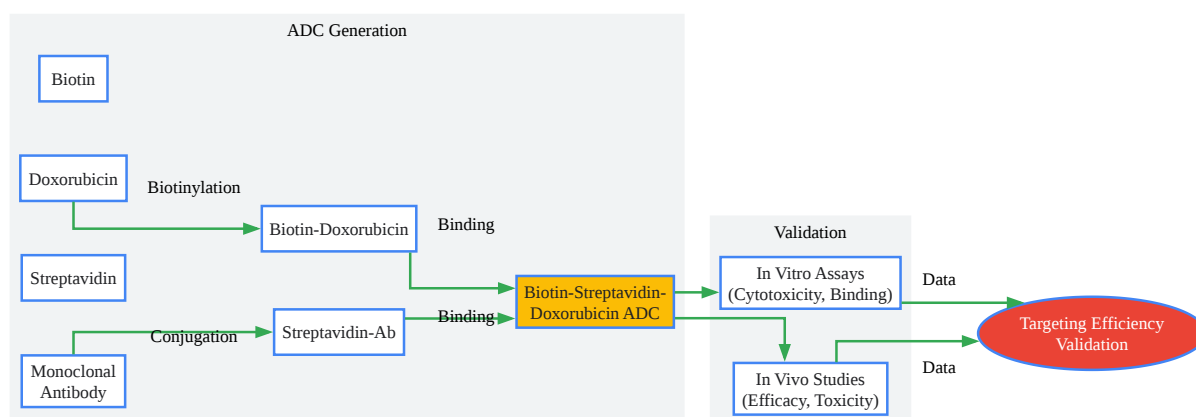 ADC Generation
Biotin
Doxorubicin
Biotinylation
Biotin-Doxorubicin
Binding
Streptavidin
Biotin-Streptavidin-
Doxorubicin ADC
Conjugation
Streptavidin-Ab
Binding
Monoclonal
Antibody
Validation
In Vitro Assays
(Cytotoxicity, Binding)
Data
In Vivo Studies
(Efficacy, Toxicity)
Data
Targeting Efficiency
Validation